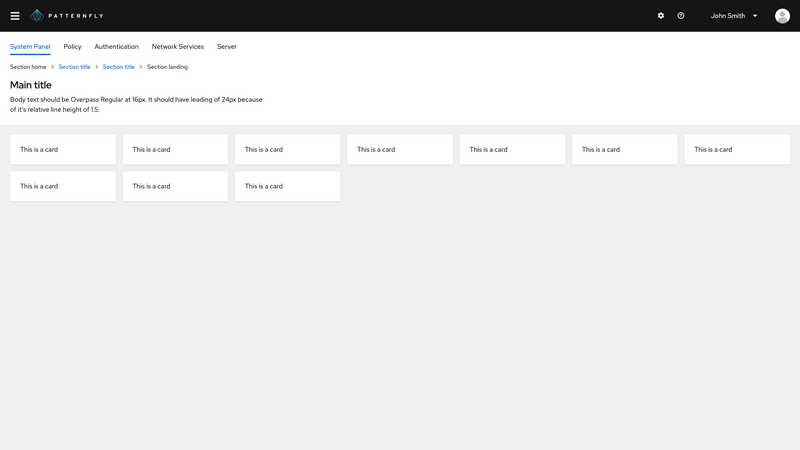 PATTERNFLY
John Smith
System Panel Policy Authentication Network Services Server
Section home > Section title > Section title > Section landing
Main title
Body text should be Overpass Regular at 16px. It should have leading of 24px because
of it's relative line height of 1.5.
This is a card This is a card This is a card This is a card This is a card This is a card This is a card
This is a card This is a card This is a card